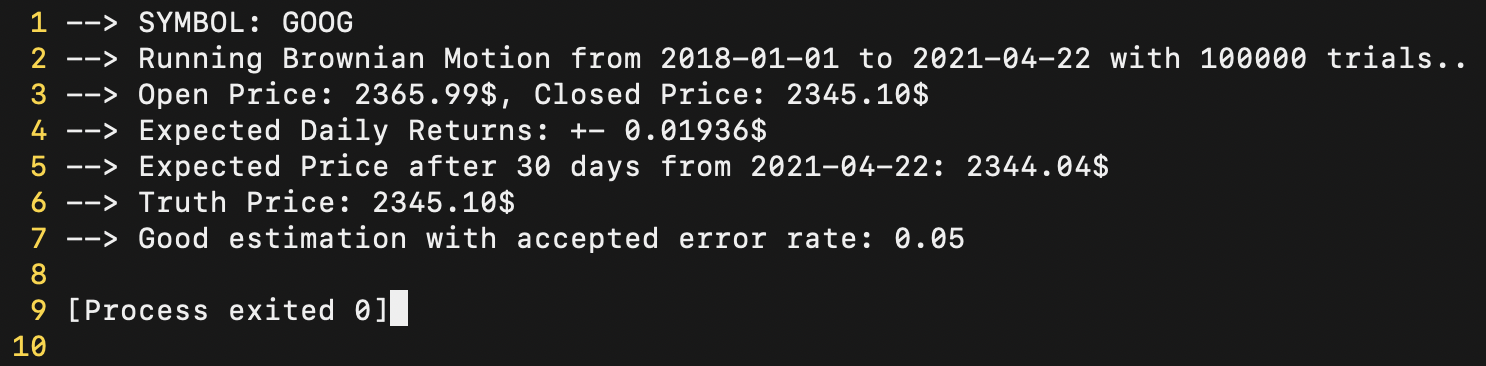 1 --> SYMBOL: GOOG
2 --> Running Brownian Motion from 2018-01-01 to 2021-04-22 with 100000 trials..
3 --> Open Price: 2365.99$, Closed Price: 2345.10$
4 --> Expected Daily Returns: +- 0.01936$
5 --> Expected Price after 30 days from 2021-04-22: 2344.04$
6 --> Truth Price: 2345.10$
7 --> Good estimation with accepted error rate: 0.05
8
9 [Process exited 0]
10